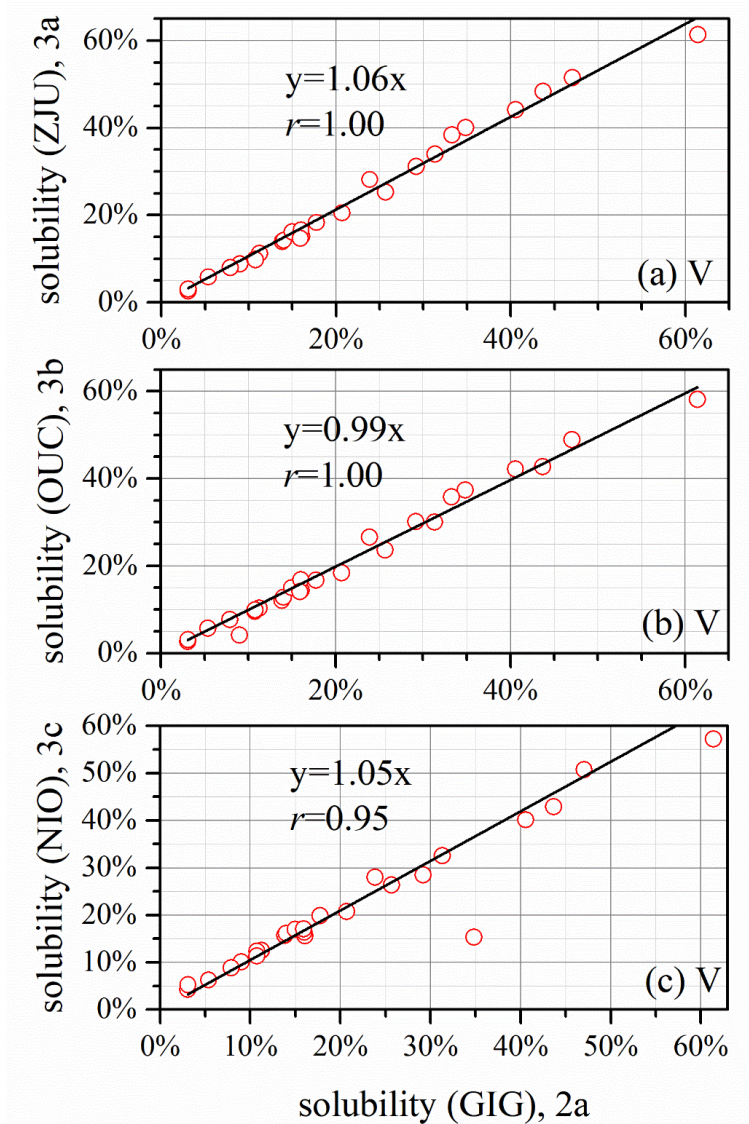 60%
40%
20%
0%
solubility (ZJU), 3a
y=1.06x
r=1.00
(a) V
0%
20%
40%
60%
60%
40%
20%
0%
solubility (OUC), 3b
y=0.99x
r=1.00
(b) V
0%
20%
40%
60%
60%
50%
40%
30%
20%
10%
0%
solubility (NIO), 3c
y=1.05x
r=0.95
(c) V
0%
10%
20%
30%
40%
50%
60%
solubility (GIG), 2a